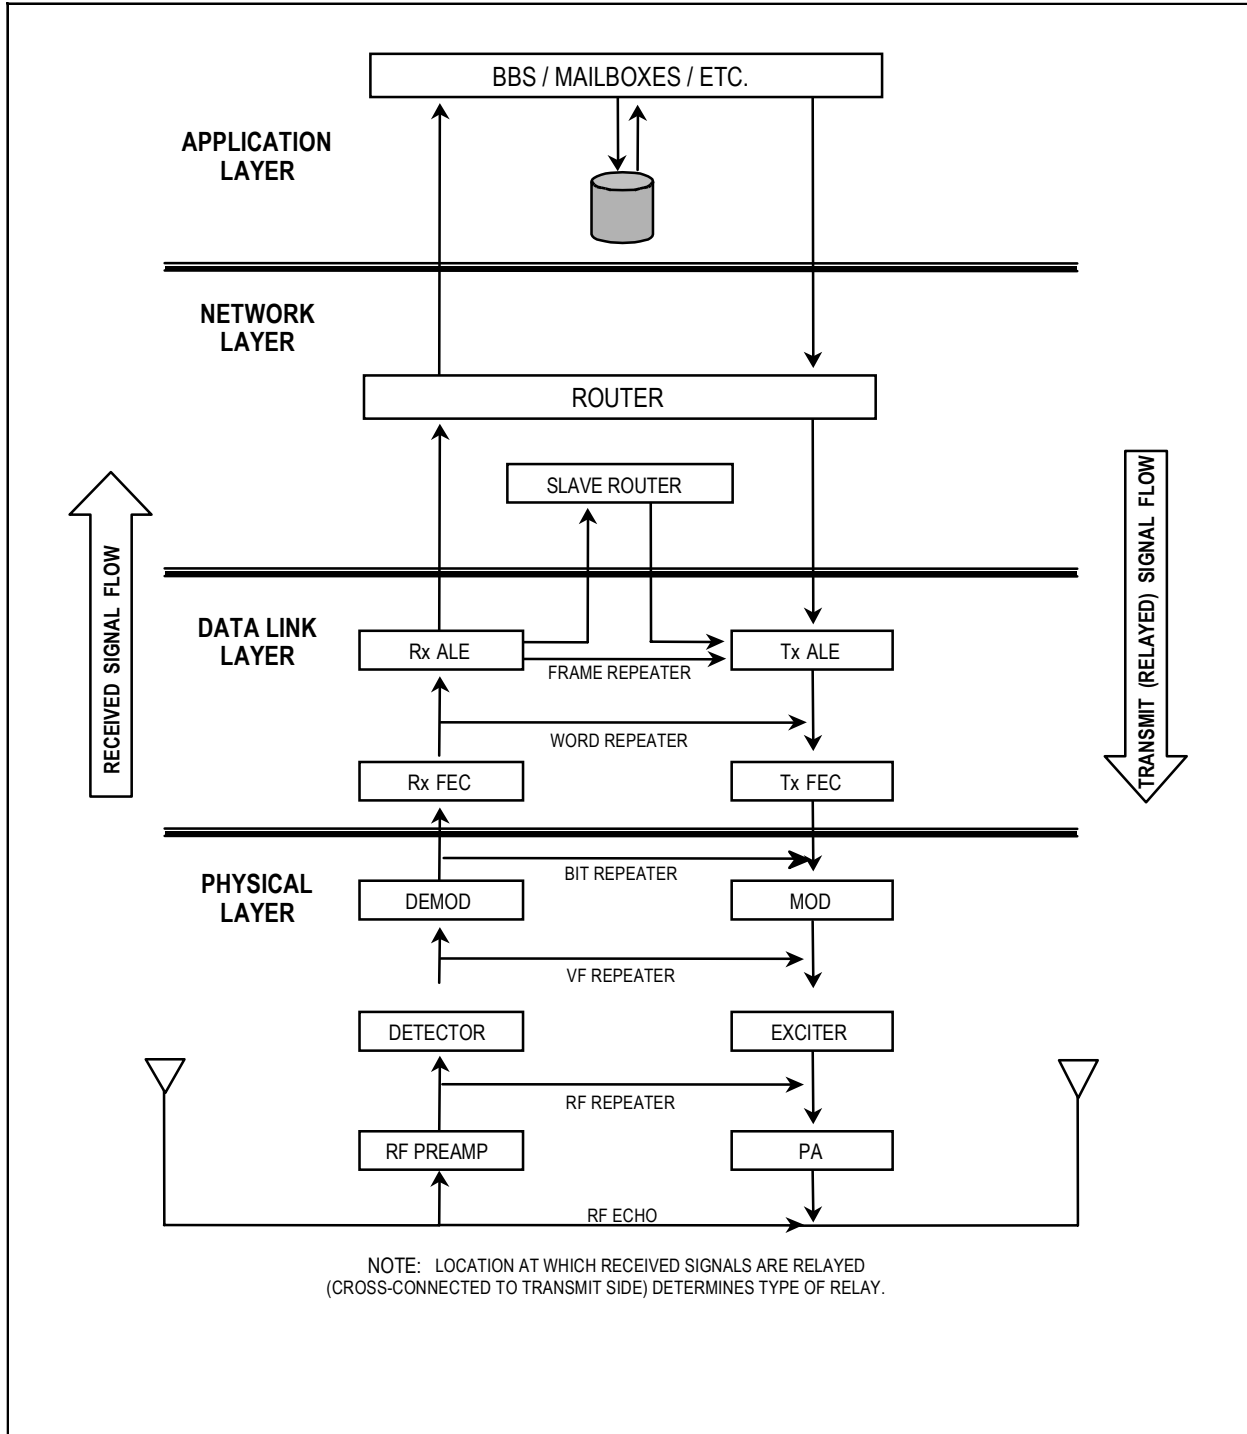 BBS / MAILBOXES / ETC.
APPLICATION
LAYER
NETWORK
LAYER
ROUTER
SLAVE ROUTER
RECEIVED SIGNAL FLOW
TRANSMIT (RELAYED) SIGNAL FLOW
DATA LINK
LAYER
Rx ALE
Tx ALE
FRAME REPEATER
WORD REPEATER
Rx FEC
Tx FEC
BIT REPEATER
PHYSICAL
LAYER
DEMOD
MOD
VF REPEATER
DETECTOR
EXCITER
RF REPEATER
RF PREAMP
PA
RF ECHO
NOTE: LOCATION AT WHICH RECEIVED SIGNALS ARE RELAYED
(CROSS-CONNECTED TO TRANSMIT SIDE) DETERMINES TYPE OF RELAY.